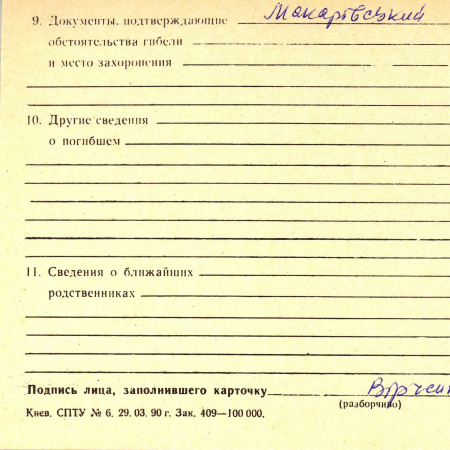 9. Документы, подтверждающие Макаровский
обстоятельства гибели
и место захоронения
10. Другие сведения
о погибшем
11. Сведения о ближайших
родственниках
Подпись лица, заполнившего карточку
(разборчиво)
Киев. СПТУ № 6. 29. 03. 90 г. Зак. 409—100 000.